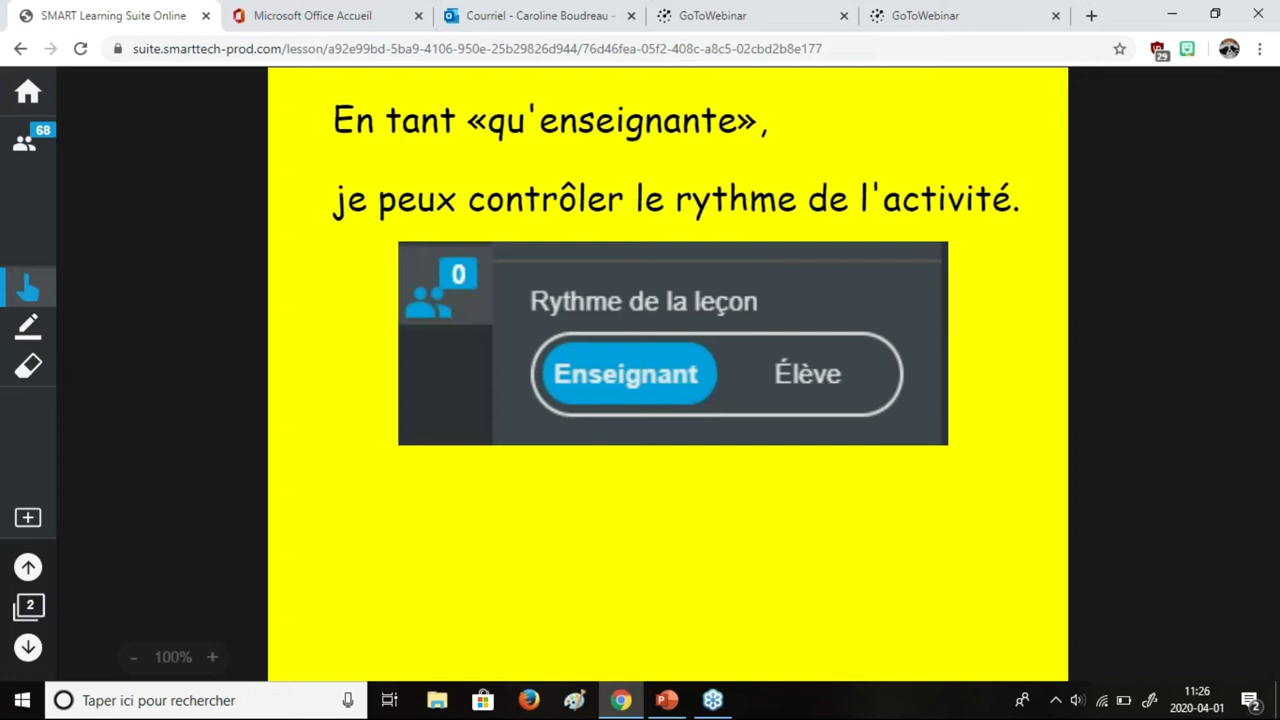 SMART Learning Suite Online
Microsoft Office Accueil
Courriel - Caroline Boudreau -
GoToWebinar
GoToWebinar
suite.smarttech-prod.com/lesson/a92e99bd-5ba9-4106-950e-25b29826d944/76d46fea-05f2-408c-a8c5-02cbd2b8e177
29
68
En tant «qu'enseignante»,
je peux contrôler le rythme de l'activité.
0
Rythme de la leçon
Enseignant Élève
2
- 100% +
Taper ici pour rechercher
11:26
2020-04-01
2